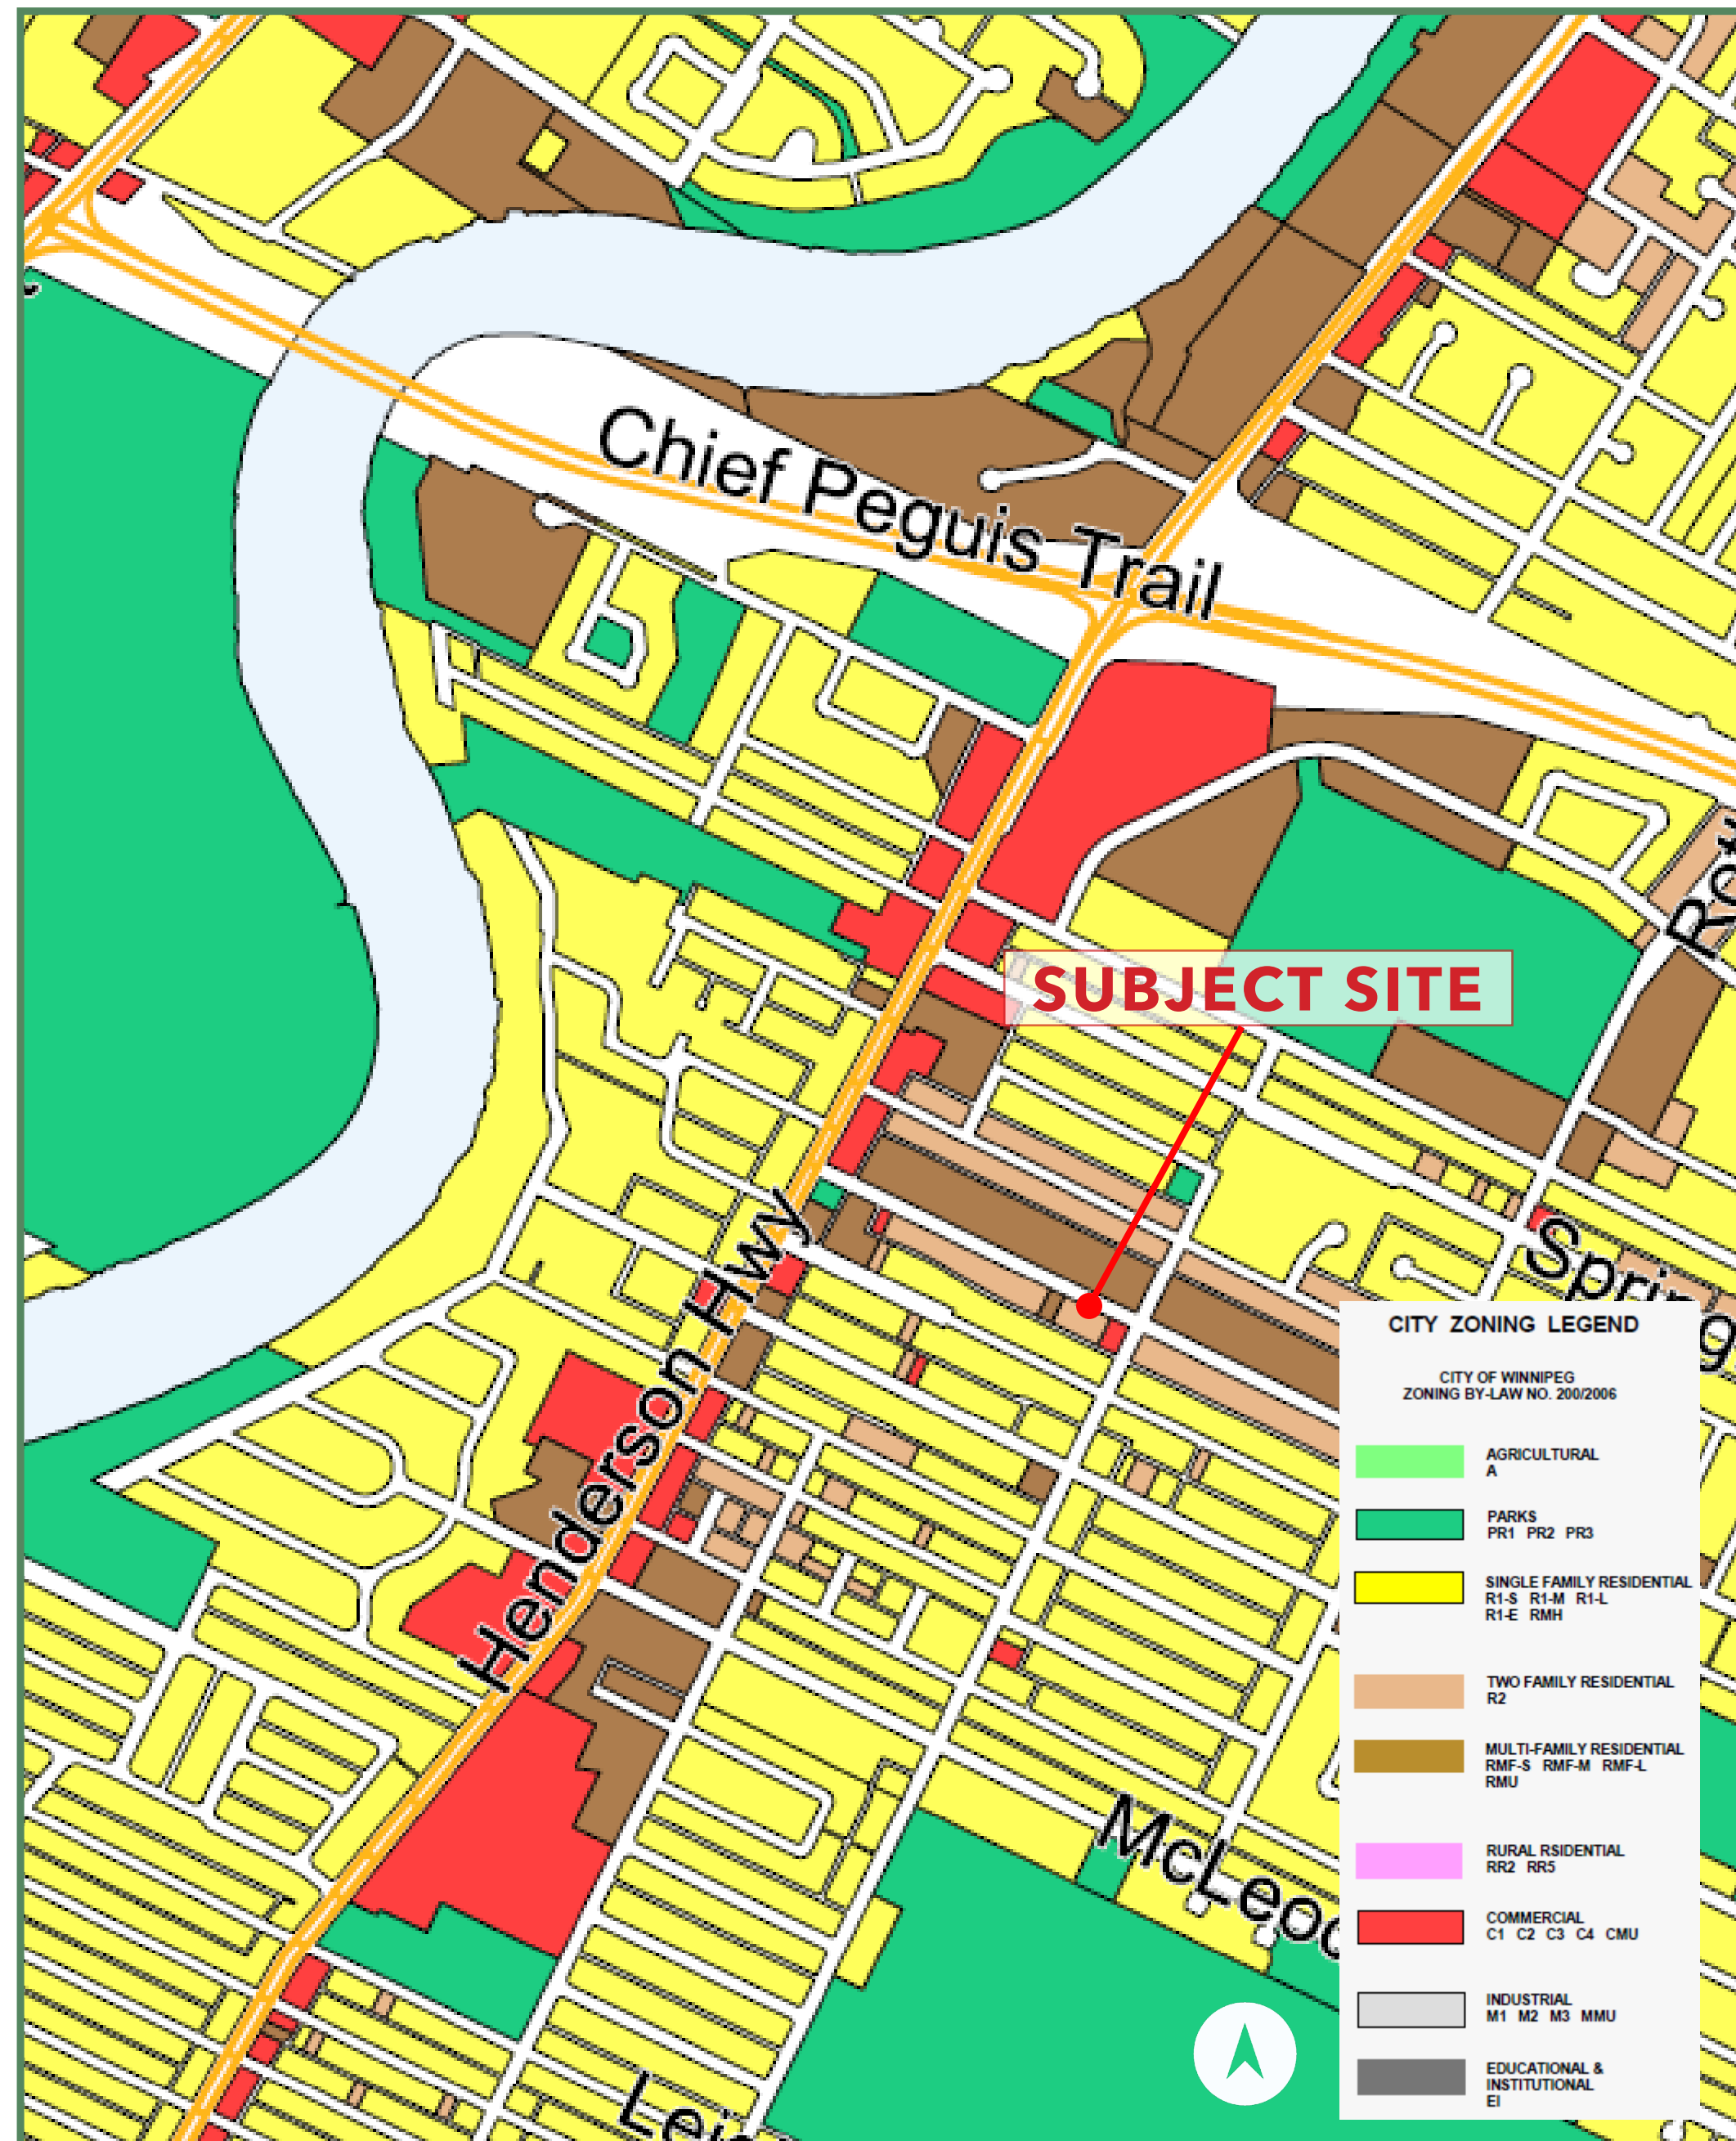 Chief Peguis Trail
SUBJECT SITE
Henderson Hwy
CITY ZONING LEGEND
CITY OF WINNIPEG
ZONING BY-LAW NO. 200/2006
AGRICULTURAL
A
PARKS
PR1 PR2 PR3
SINGLE FAMILY RESIDENTIAL
R1-S R1-M R1-L
R1-E RMH
TWO FAMILY RESIDENTIAL
R2
MULTI-FAMILY RESIDENTIAL
RMF-S RMF-M RMF-L
RMU
RURAL RSIDENTIAL
RR2 RR5
COMMERCIAL
C1 C2 C3 C4 CMU
INDUSTRIAL
M1 M2 M3 MMU
EDUCATIONAL &
INSTITUTIONAL
EI